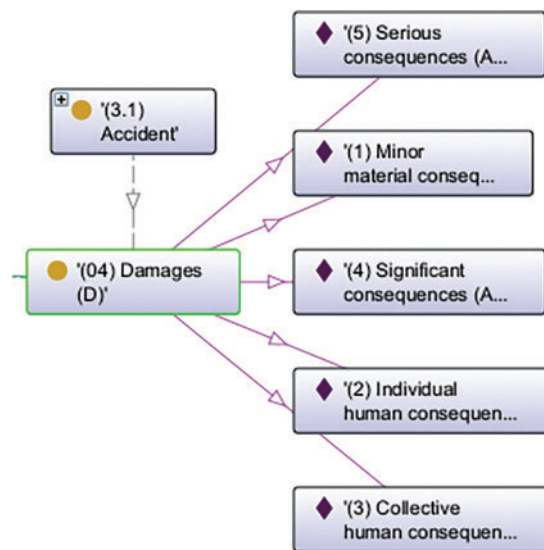 '(5) Serious
consequences (A...
'(3.1)
Accident'
'(1) Minor
material conseq...
'(04) Damages
(D)'
'(4) Significant
consequences (A...
'(2) Individual
human consequen...
'(3) Collective
human consequen...